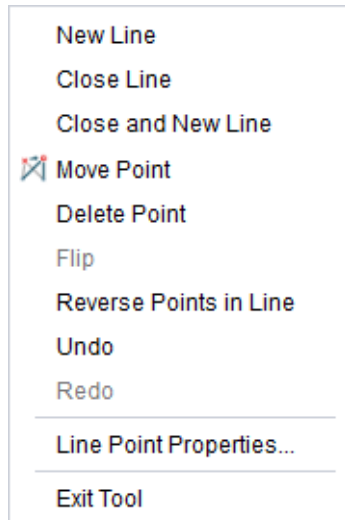 New Line
Close Line
Close and New Line
Move Point
Delete Point
Flip
Reverse Points in Line
Undo
Redo
Line Point Properties...
Exit Tool